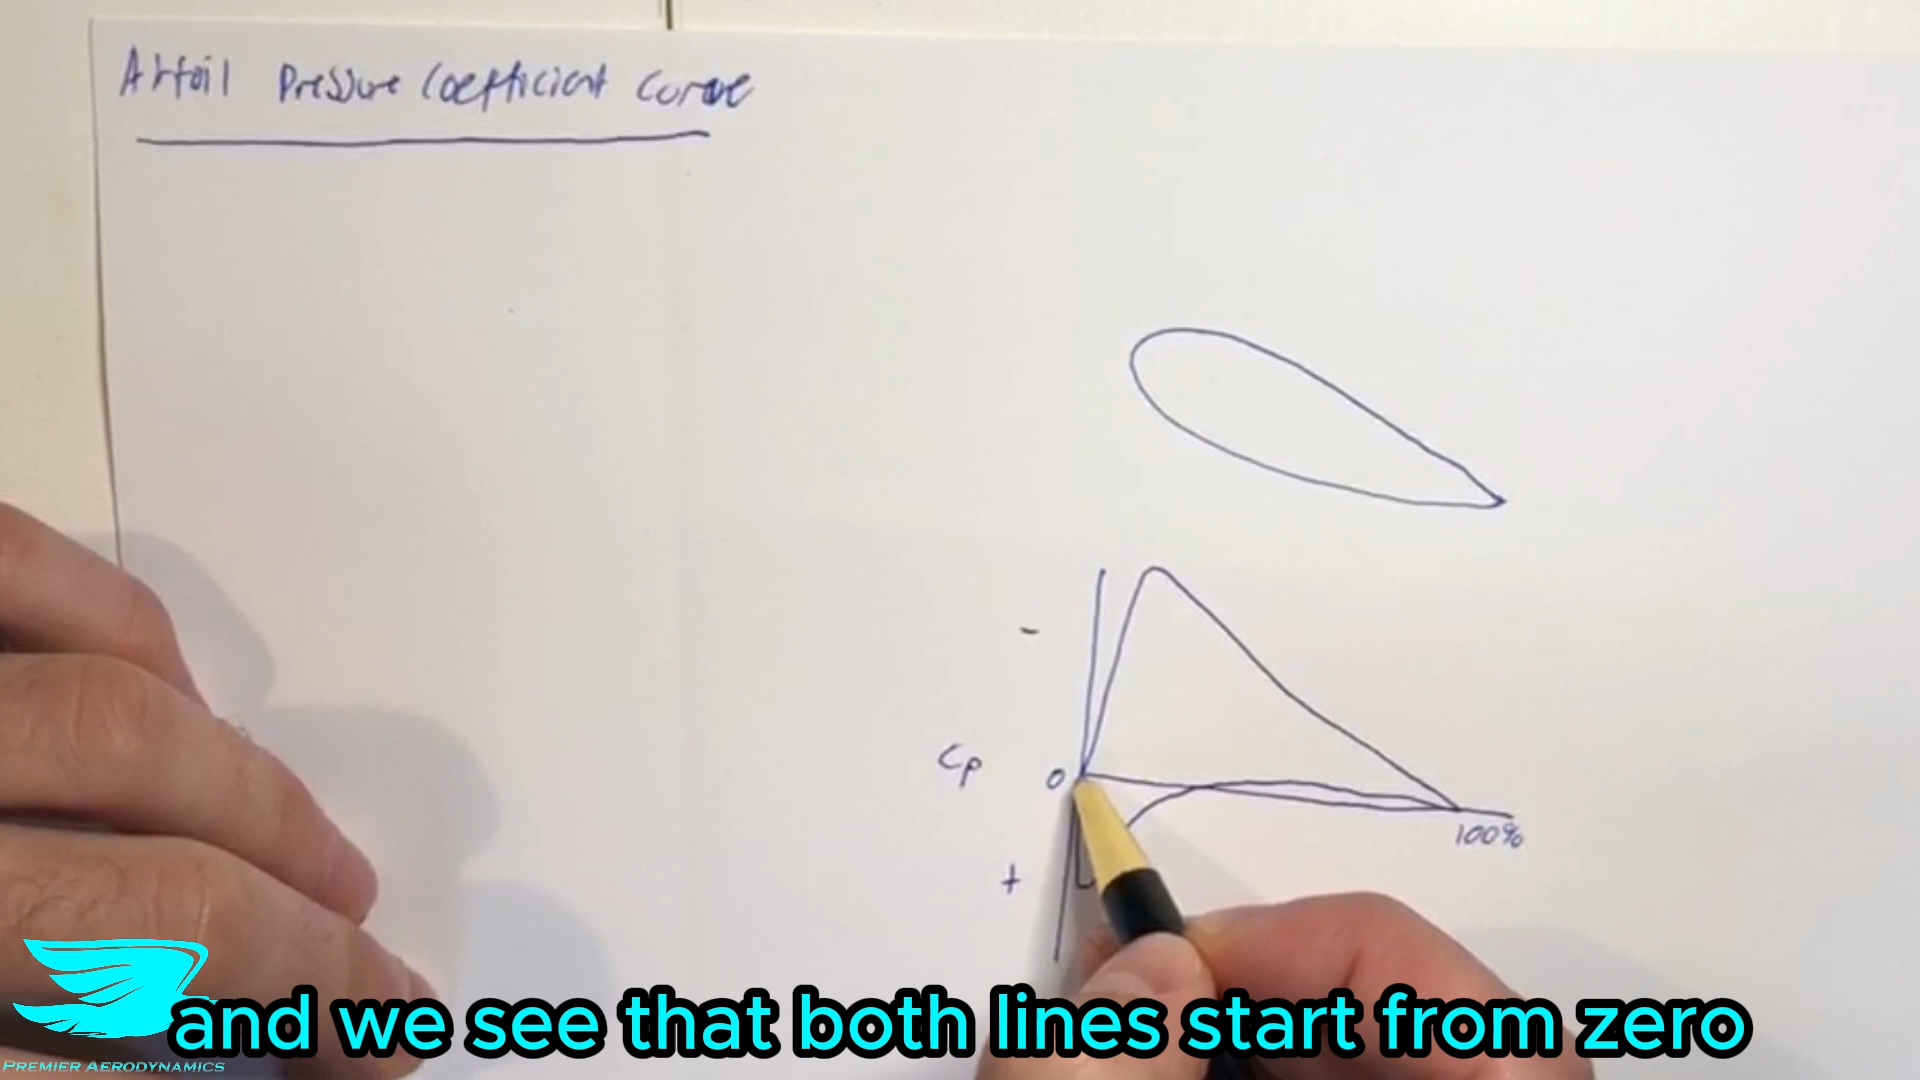 Airfoil Pressure Coefficient Curve
-
Cp
0
100%
+
and we see that both lines start from zero
PREMIER AERODYNAMICS